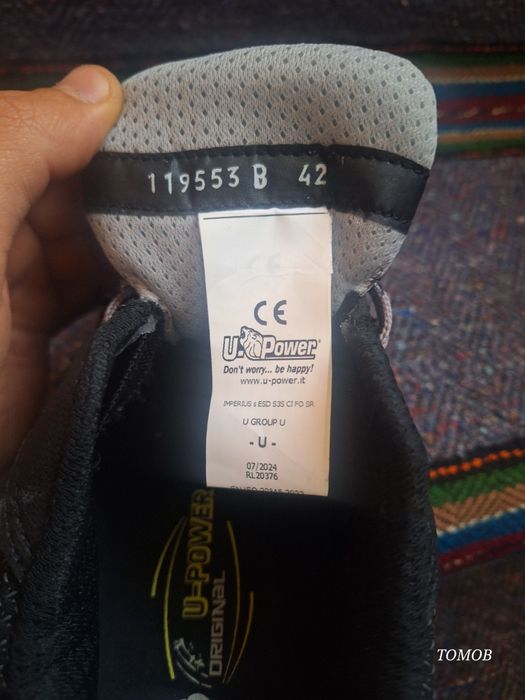 119553 B 42
CE
U-Power
Don't worry... be happy!
www.u-power.it
IMPERIUS s ESD S3S CI FO SR
U GROUP U
- U -
07/2024
RL20376
U-POWER
ORIGINAL
TOMOB